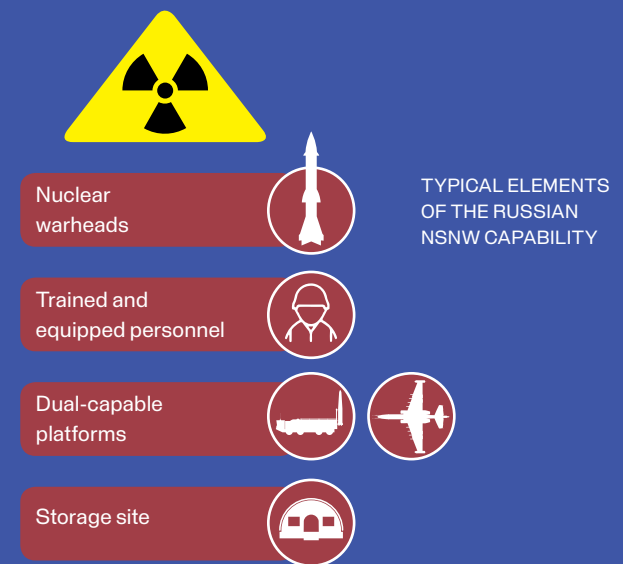 TYPICAL ELEMENTS
OF THE RUSSIAN
NSNW CAPABILITY
Nuclear
warheads
Trained and
equipped personnel
Dual-capable
platforms
Storage site